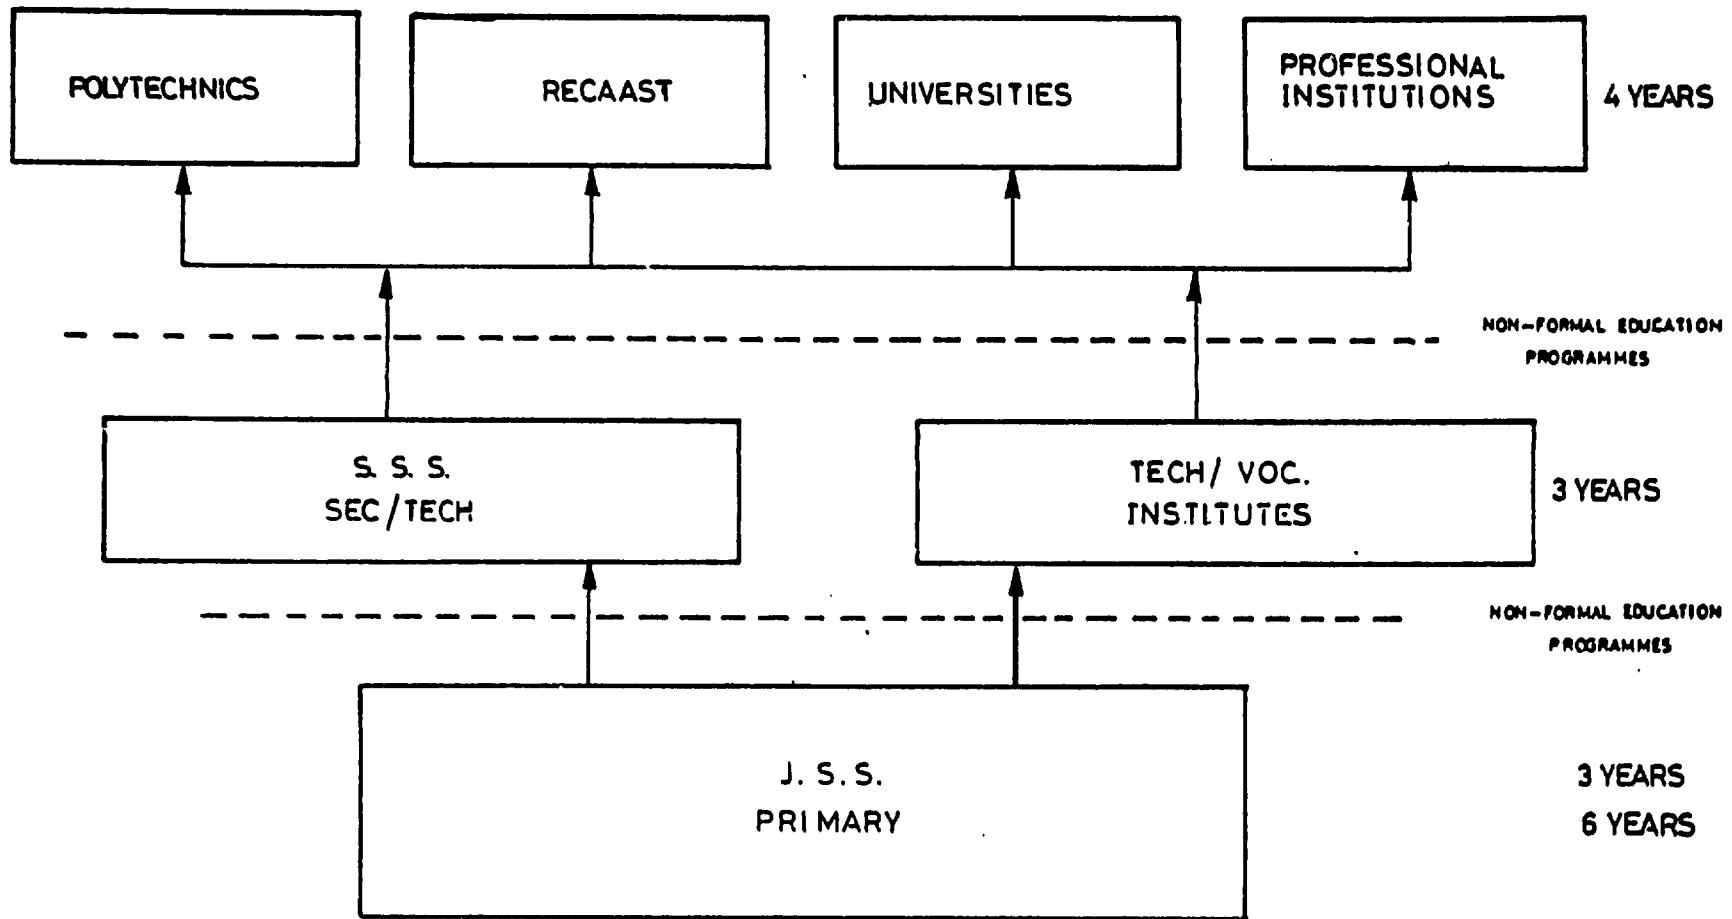 POLYTECHNICS
RECAAST
UNIVERSITIES
PROFESSIONAL
INSTITUTIONS
4 YEARS
NON-FORMAL EDUCATION
PROGRAMMES
S. S. S.
SEC/TECH
TECH/ VOC.
INSTITUTES
3 YEARS
NON-FORMAL EDUCATION
PROGRAMMES
J. S. S.
3 YEARS
PRIMARY
6 YEARS